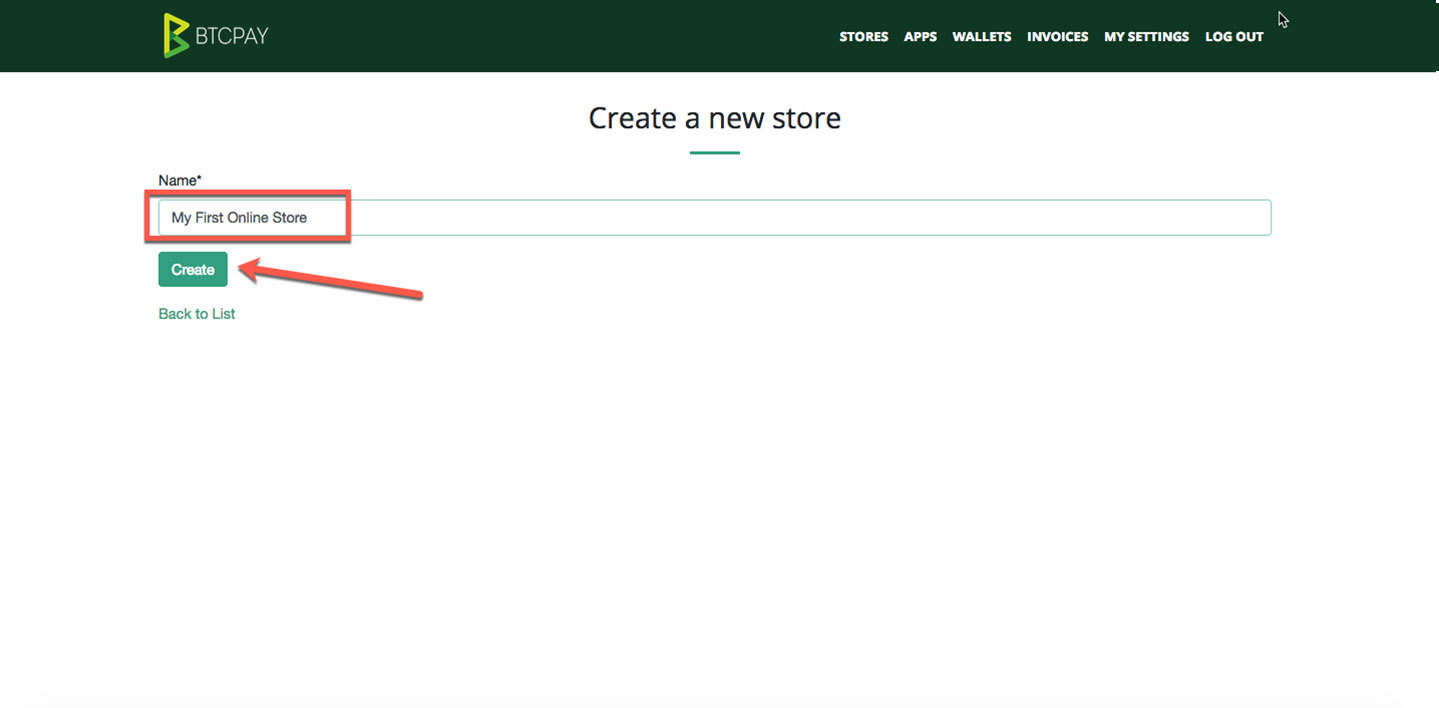 BTCPAY
STORES APPS WALLETS INVOICES MY SETTINGS LOG OUT
Create a new store
Name*
My First Online Store
Create
Back to List